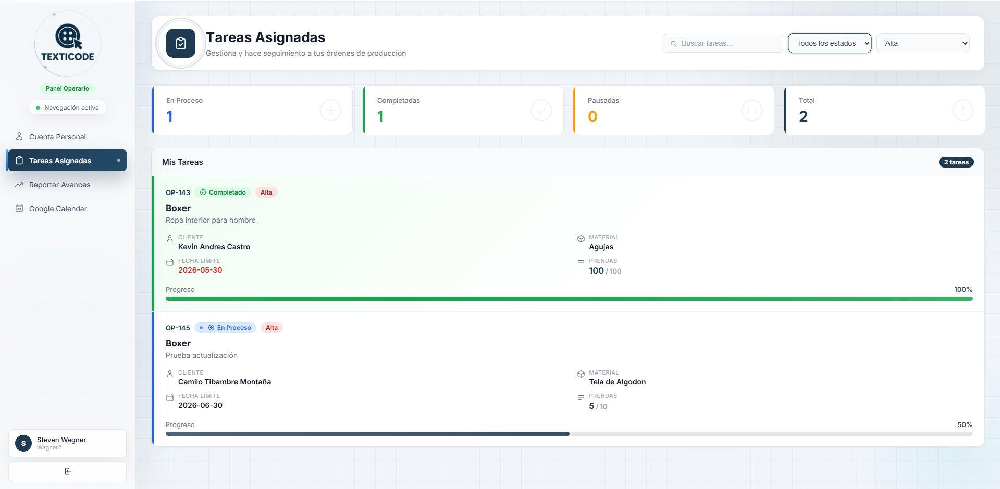 TEXTICODE
Panel Operario
Navegación activa
Cuenta Personal
Tareas Asignadas
Reportar Avances
Google Calendar
S
Stevan Wagner
Wagner2
Tareas Asignadas
Gestiona y hace seguimiento a tus órdenes de producción
Buscar tareas...
Todos los estados
Alta
En Proceso
1
Completadas
1
Pausadas
0
Total
2
Mis Tareas
2 tareas
OP-143 Completado Alta
Boxer
Ropa interior para hombre
CLIENTE
Kevin Andres Castro
MATERIAL
Agujas
FECHA LÍMITE
2026-05-30
PRENDAS
100 / 100
Progreso 100%
OP-145 En Proceso Alta
Boxer
Prueba actualización
CLIENTE
Camilo Tibambre Montaña
MATERIAL
Tela de Algodon
FECHA LÍMITE
2026-06-30
PRENDAS
5 / 10
Progreso 50%